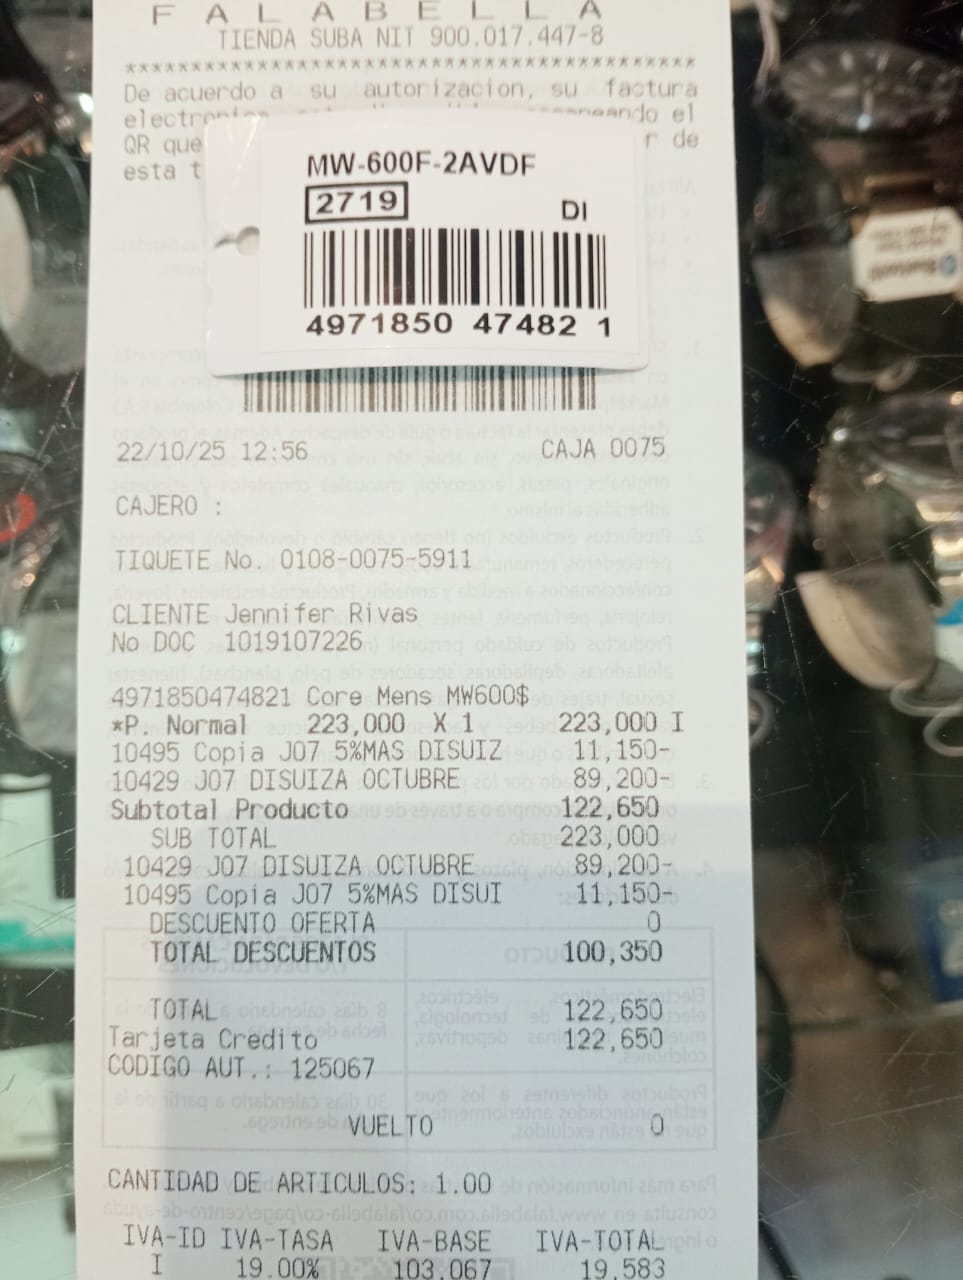 FALABELLA
TIENDA SUBA NIT 900.017.447-8
****************************************
De acuerdo a su autorizacion, su factura
el
QR que r de
esta t
MW-600F-2AVDF
2719
DI
4971850 47482 1
22/10/25 12:56 CAJA 0075
CAJERO :
TIQUETE No. 0108-0075-5911
CLIENTE Jennifer Rivas
No DOC 1019107226
4971850474821 Core Mens MW600$
*P. Normal 223,000 X 1 223,000 I
10495 Copia J07 5%MAS DISUIZ 11,150-
10429 J07 DISUIZA OCTUBRE 89,200-
Subtotal Producto 122,650
SUB TOTAL 223,000
10429 J07 DISUIZA OCTUBRE 89,200-
10495 Copia J07 5%MAS DISUI 11,150-
DESCUENTO OFERTA 0
TOTAL DESCUENTOS 100,350
TOTAL 122,650
Tarjeta Credito 122,650
CODIGO AUT.: 125067
VUELTO 0
CANTIDAD DE ARTICULOS: 1.00
IVA-ID IVA-TASA IVA-BASE IVA-TOTAL
I 19.00% 103,067 19,583